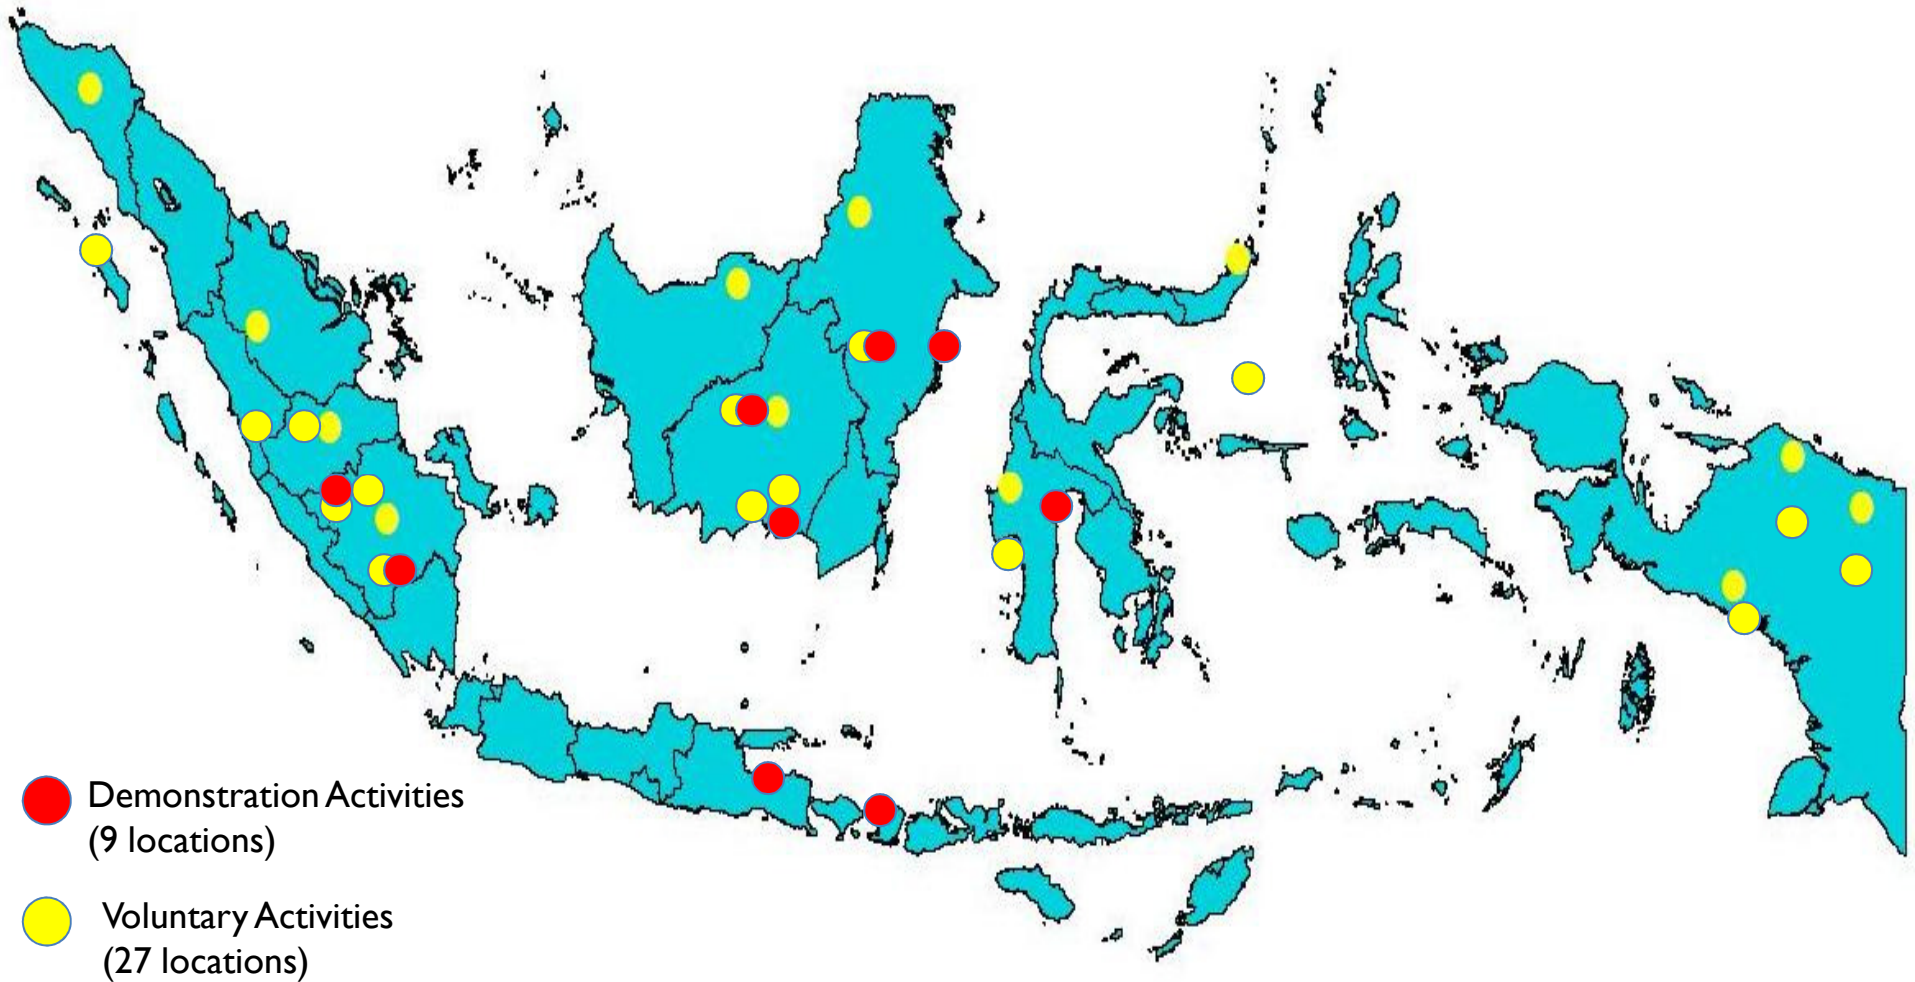 Demonstration Activities
(9 locations)
Voluntary Activities
(27 locations)